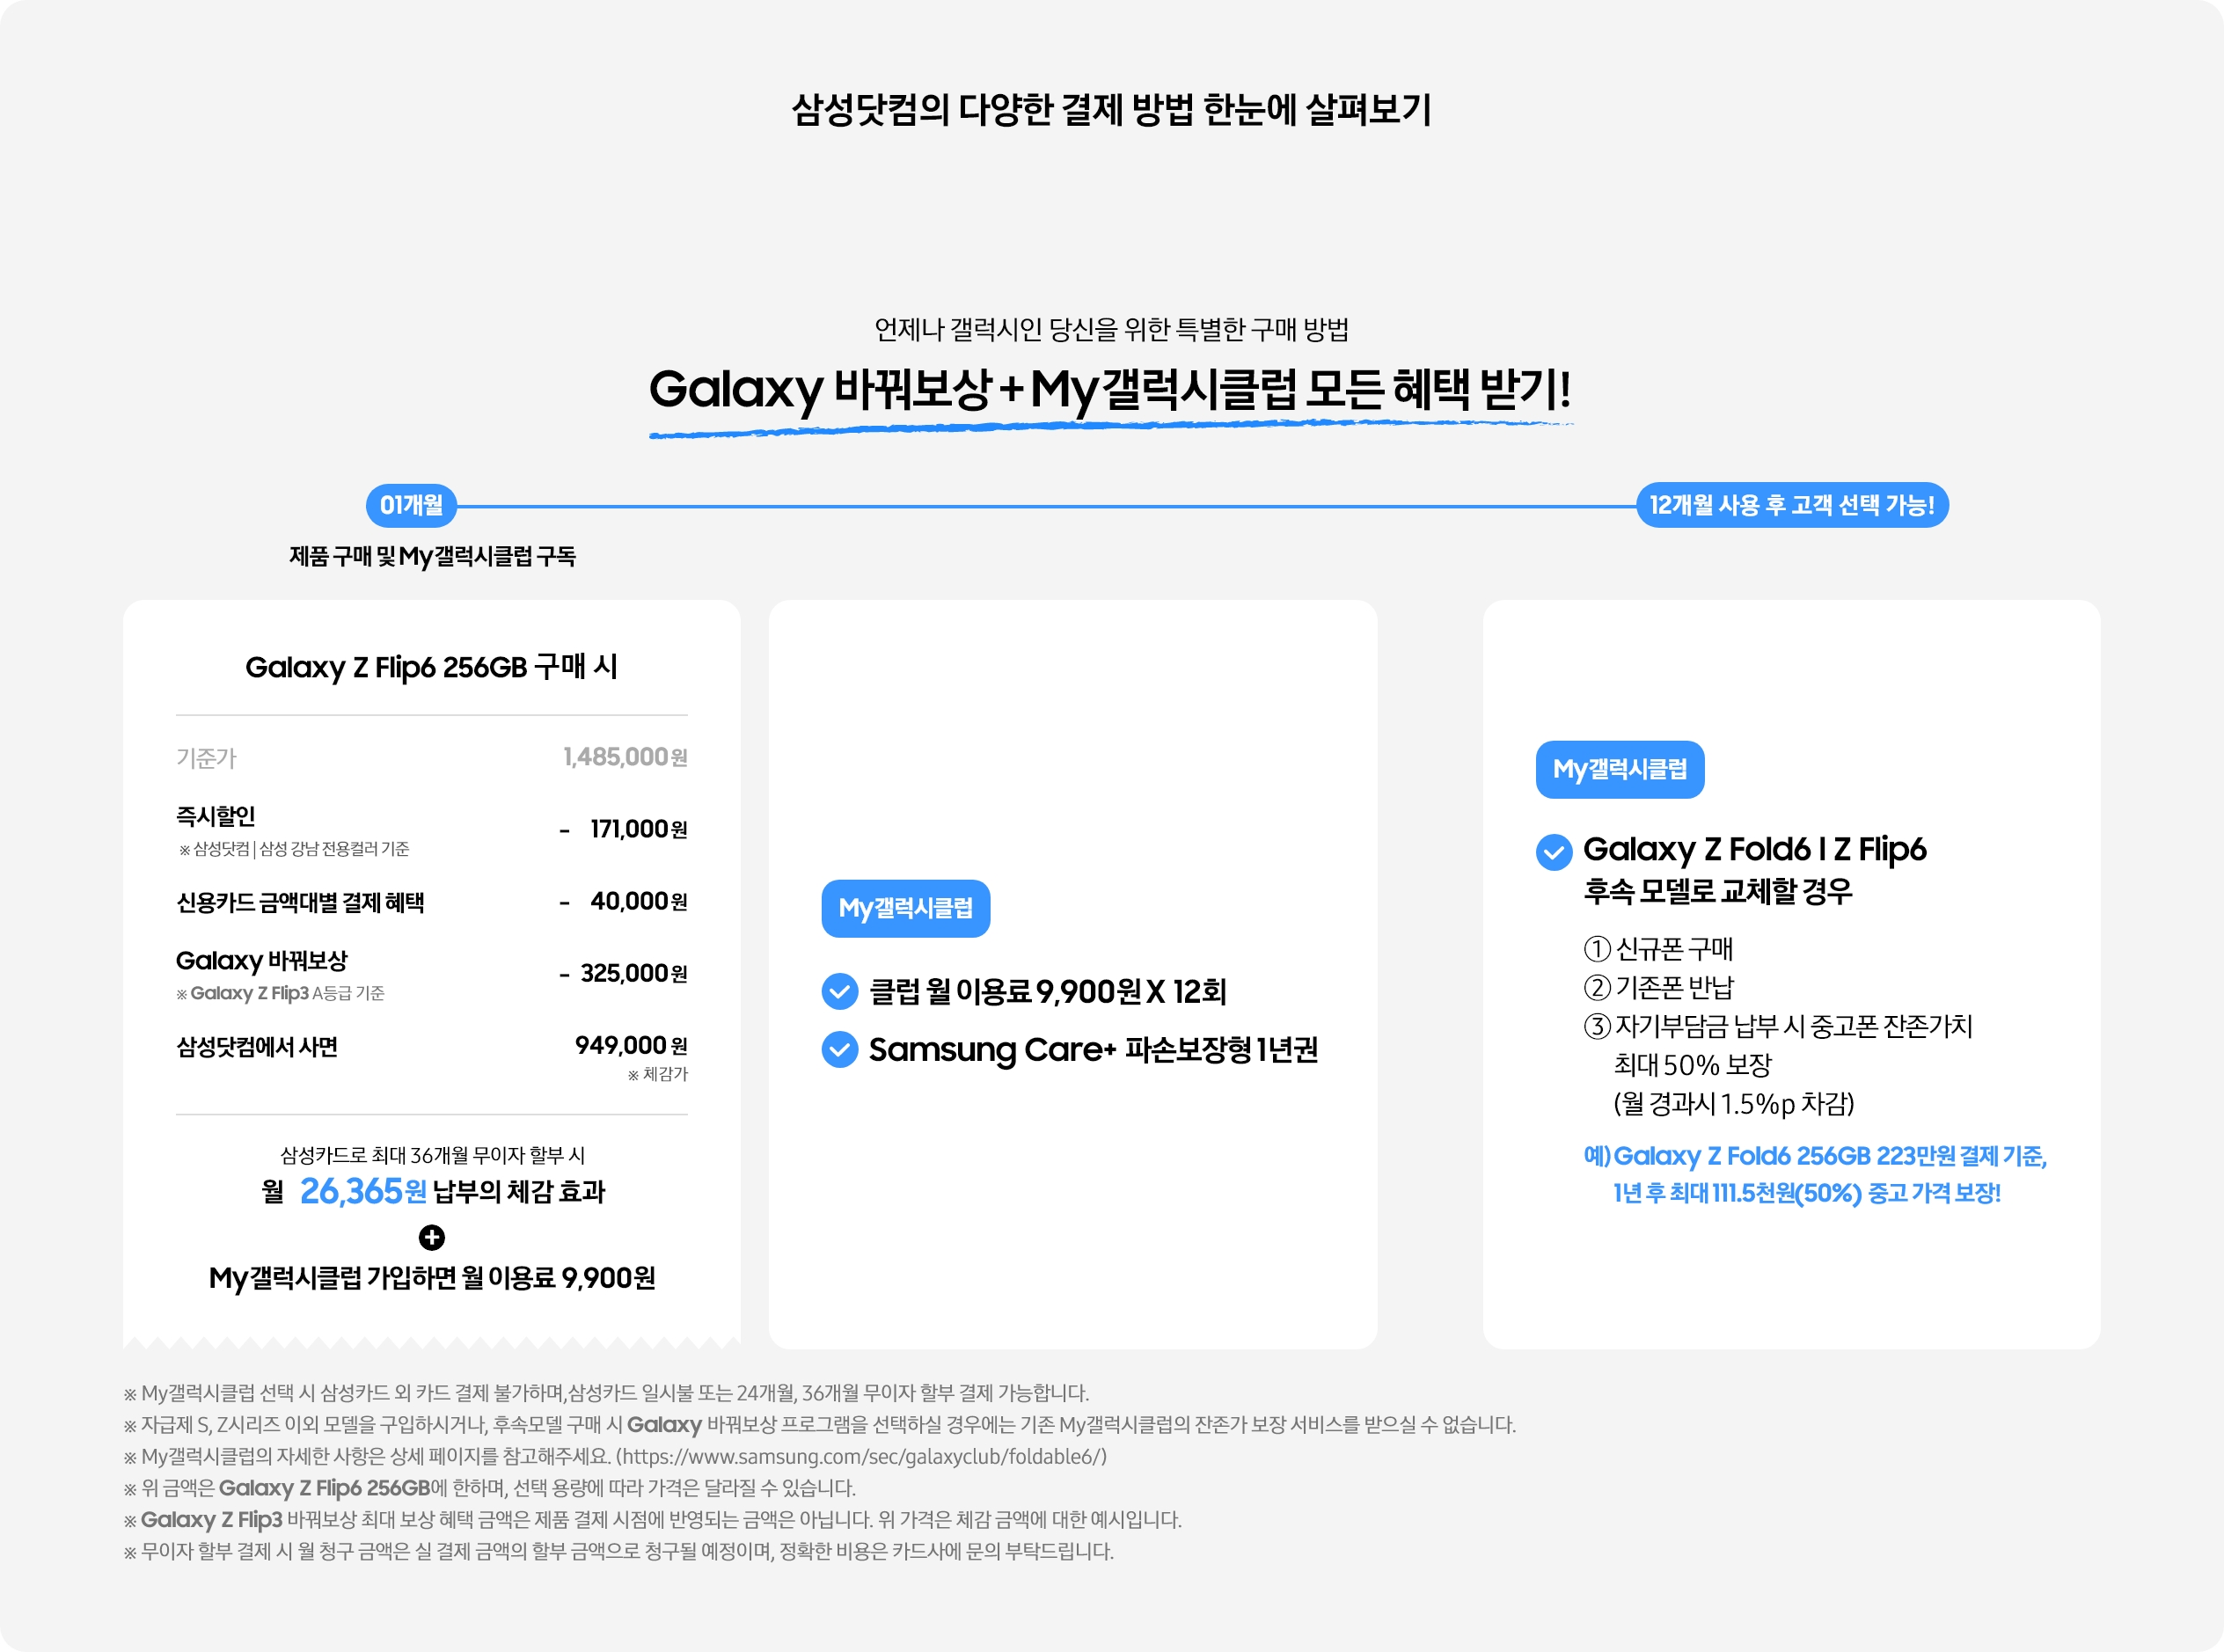 삼성닷컴의 다양한 결제 방법 한눈에 살펴보기
언제나 갤럭시인 당신을 위한 특별한 구매 방법
Galaxy 바꿔보상 + My갤럭시클럽 모든 혜택 받기!
01개월
12개월 사용 후 고객 선택 가능!
제품 구매 및 My갤럭시클럽 구독
Galaxy Z Flip6 256GB 구매 시
기준가 1,485,000원
즉시할인 - 171,000원
※ 삼성닷컴 | 삼성 강남 전용컬러 기준
신용카드 금액대별 결제 혜택 - 40,000원
Galaxy 바꿔보상 - 325,000원
※ Galaxy Z Flip3 A등급 기준
삼성닷컴에서 사면 949,000 원
※ 체감가
삼성카드로 최대 36개월 무이자 할부 시
월 26,365원 납부의 체감 효과
+
My갤럭시클럽 가입하면 월 이용료 9,900원
My갤럭시클럽
클럽 월 이용료 9,900원 X 12회
Samsung Care+ 파손보장형 1년권
My갤럭시클럽
Galaxy Z Fold6 l Z Flip6
후속 모델로 교체할 경우
① 신규폰 구매
② 기존폰 반납
③ 자기부담금 납부 시 중고폰 잔존가치
최대 50% 보장
(월 경과시 1.5%p 차감)
예) Galaxy Z Fold6 256GB 223만원 결제 기준,
1년 후 최대 111.5천원(50%) 중고 가격 보장!
※ My갤럭시클럽 선택 시 삼성카드 외 카드 결제 불가하며,삼성카드 일시불 또는 24개월, 36개월 무이자 할부 결제 가능합니다.
※ 자급제 S, Z시리즈 이외 모델을 구입하시거나, 후속모델 구매 시 Galaxy 바꿔보상 프로그램을 선택하실 경우에는 기존 My갤럭시클럽의 잔존가 보장 서비스를 받으실 수 없습니다.
※ My갤럭시클럽의 자세한 사항은 상세 페이지를 참고해주세요. (https://www.samsung.com/sec/galaxyclub/foldable6/)
※ 위 금액은 Galaxy Z Flip6 256GB에 한하며, 선택 용량에 따라 가격은 달라질 수 있습니다.
※ Galaxy Z Flip3 바꿔보상 최대 보상 혜택 금액은 제품 결제 시점에 반영되는 금액은 아닙니다. 위 가격은 체감 금액에 대한 예시입니다.
※ 무이자 할부 결제 시 월 청구 금액은 실 결제 금액의 할부 금액으로 청구될 예정이며, 정확한 비용은 카드사에 문의 부탁드립니다.